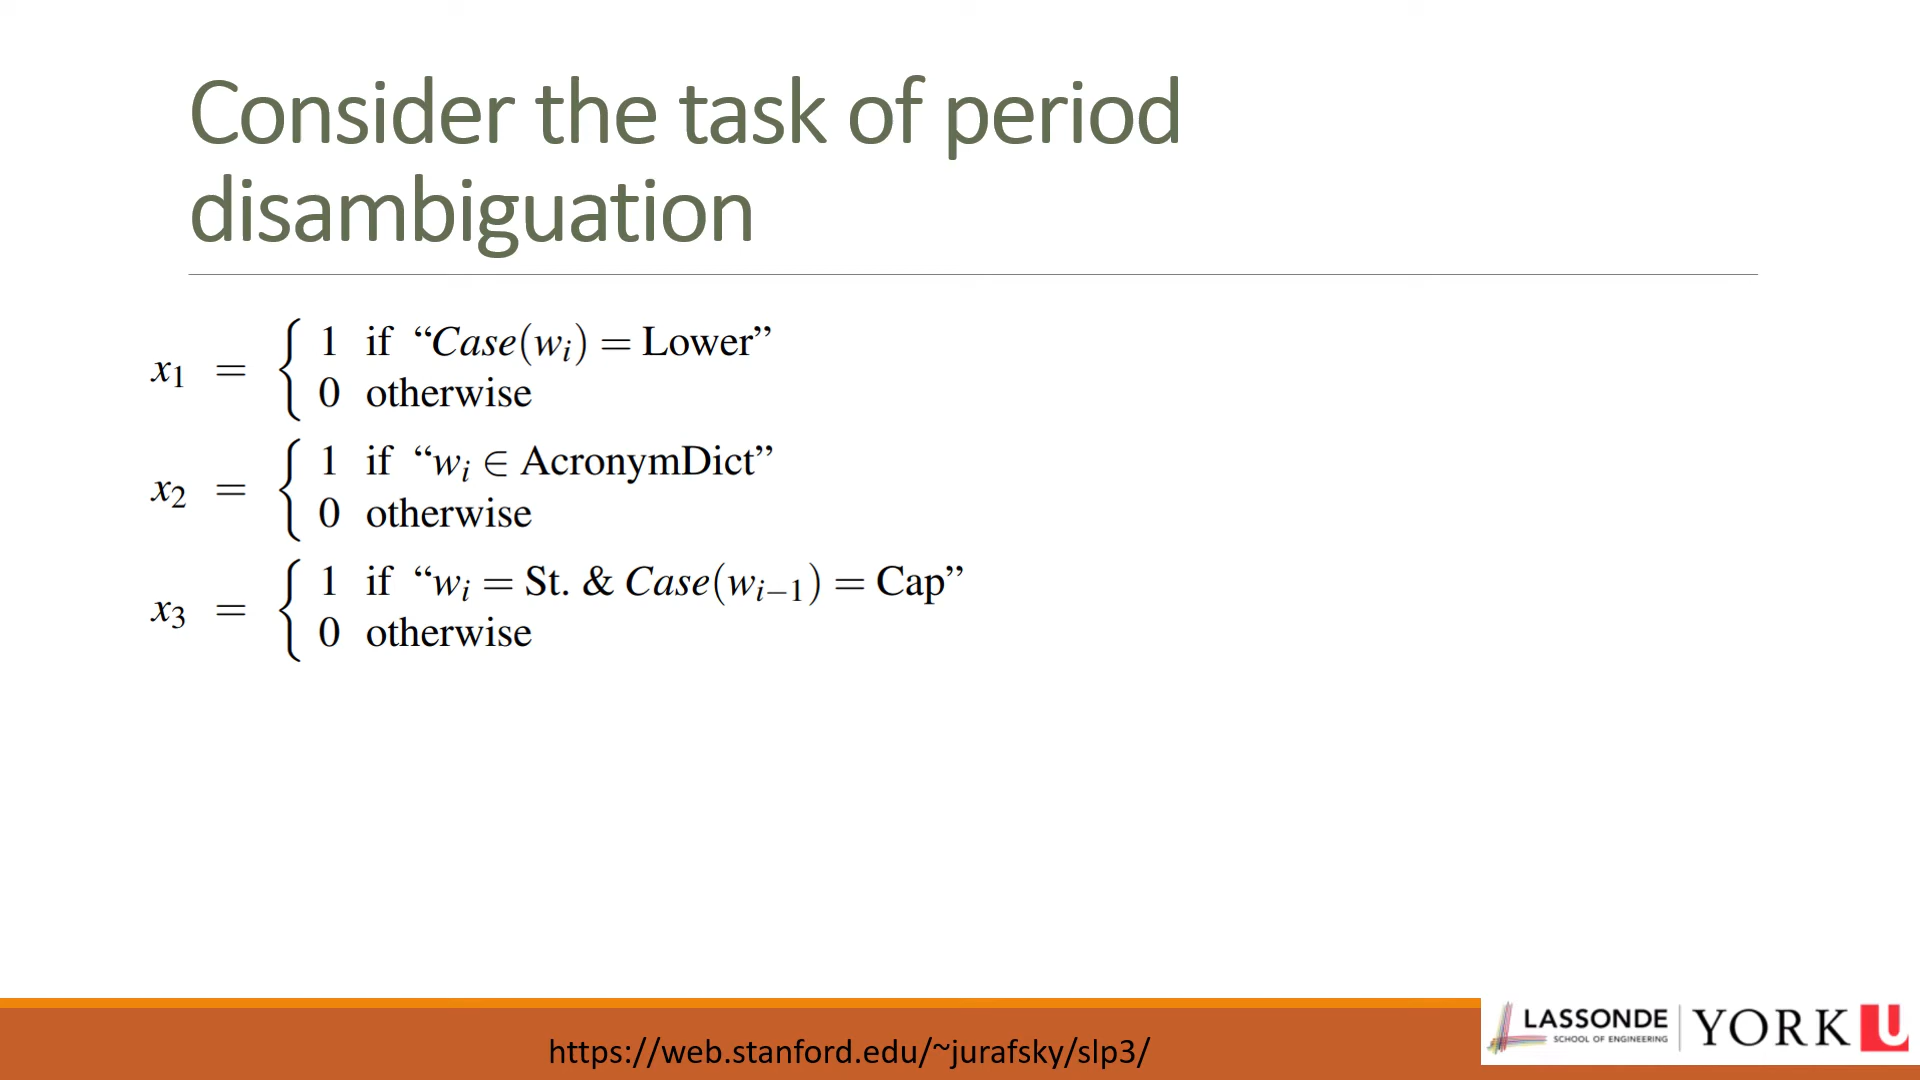 Consider the task of period
disambiguation
x₁ = { 1 if “Case(wᵢ) = Lower”
0 otherwise
x₂ = { 1 if “wᵢ ∈ AcronymDict”
0 otherwise
x₃ = { 1 if “wᵢ = St. & Case(wᵢ₋₁) = Cap”
0 otherwise
https://web.stanford.edu/~jurafsky/slp3/
LASSONDE
SCHOOL OF ENGINEERING
YORK U